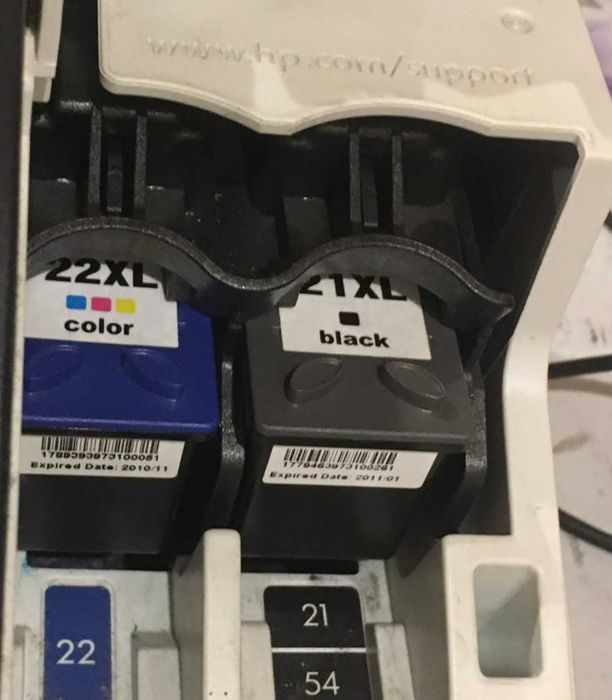 www.hp.com/support
22XL
color
21XL
black
Expired Date: 2010/11
Expired Date: 2011/01
22
21
54